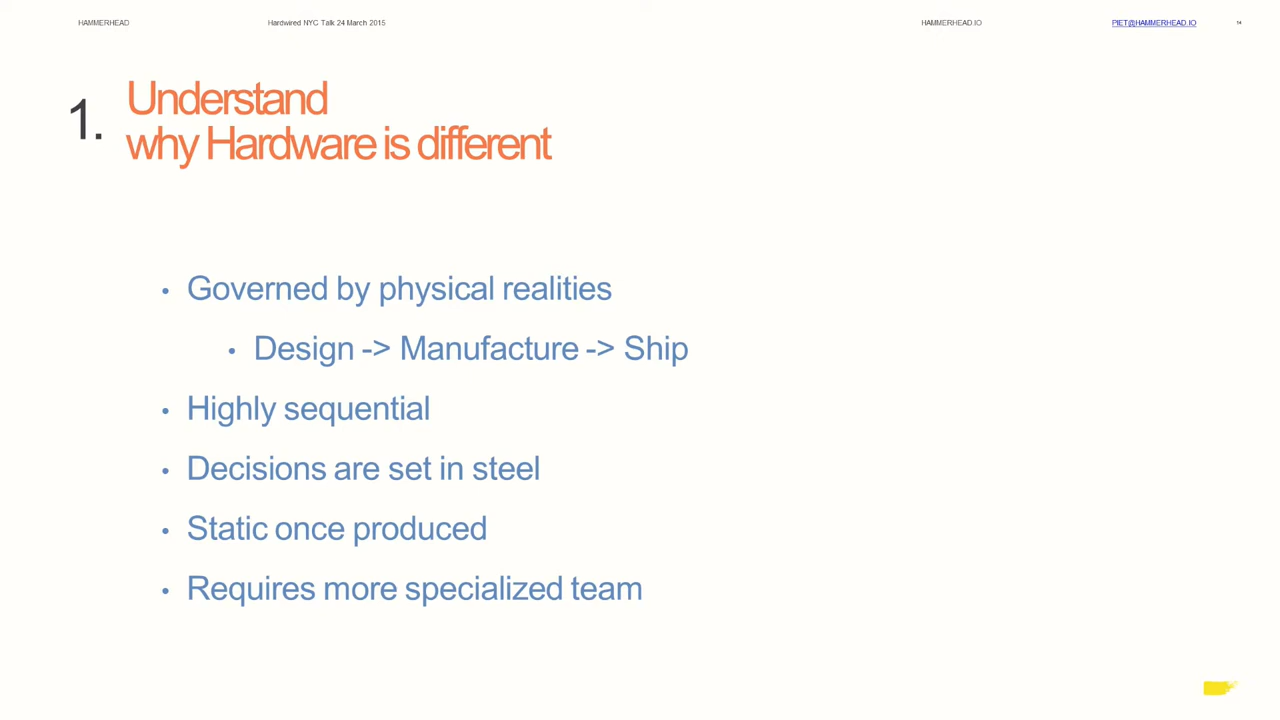 HAMMERHEAD
Hardwired NYC Talk 24 March 2015
HAMMERHEAD.IO
PIET@HAMMERHEAD.IO
14
1.
Understand
why Hardware is different
• Governed by physical realities
• Design -> Manufacture -> Ship
• Highly sequential
• Decisions are set in steel
• Static once produced
• Requires more specialized team